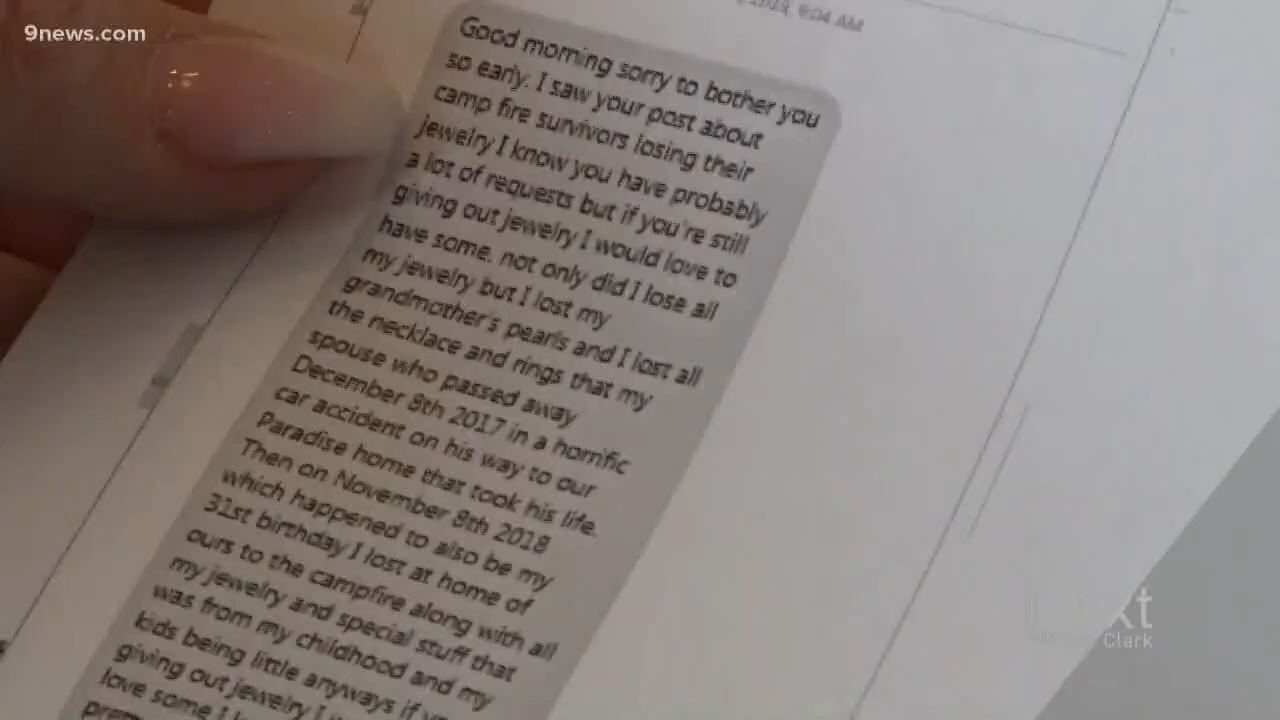 9news.com
9:04 AM
Good morning sorry to bother you
so early. I saw your post about
camp fire survivors losing their
jewelry I know you have probably
a lot of requests but if you're still
giving out jewelry I would love to
have some. not only did I lose all
my jewelry but I lost my
grandmother's pearls and I lost all
the necklace and rings that my
spouse who passed away
December 8th 2017 in a horrific
car accident on his way to our
Paradise home that took his life.
Then on November 8th 2018
which happened to also be my
31st birthday I lost at home of
ours to the campfire along with all
my jewelry and special stuff that
was from my childhood and my
kids being little anyways if
giving out jewelry I
love some I
Clark